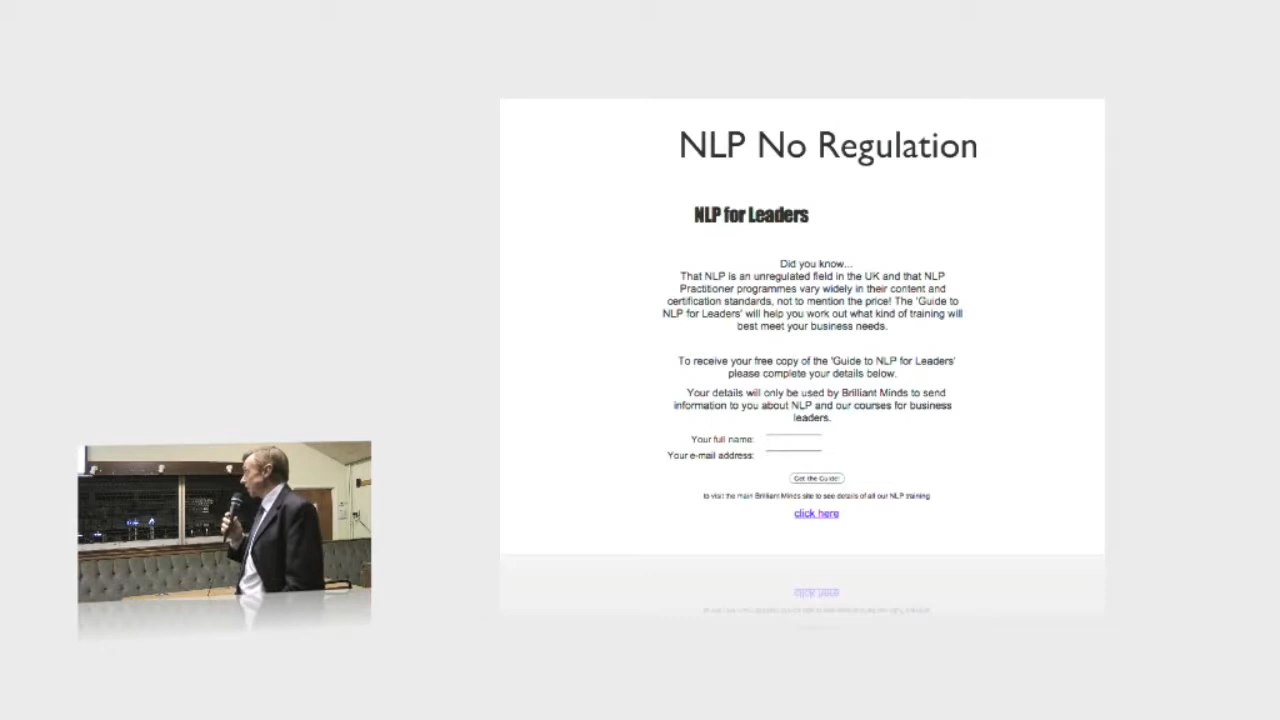 NLP No Regulation
NLP for Leaders
Did you know...
That NLP is an unregulated field in the UK and that NLP
Practitioner programmes vary widely in their content and
certification standards, not to mention the price! The 'Guide to
NLP for Leaders' will help you work out what kind of training will
best meet your business needs.
To receive your free copy of the 'Guide to NLP for Leaders'
please complete your details below.
Your details will only be used by Brilliant Minds to send
information to you about NLP and our courses for business
leaders.
Your full name:
Your e-mail address:
Get the Guide!
to visit the main Brilliant Minds site to see details of all our NLP training
click here